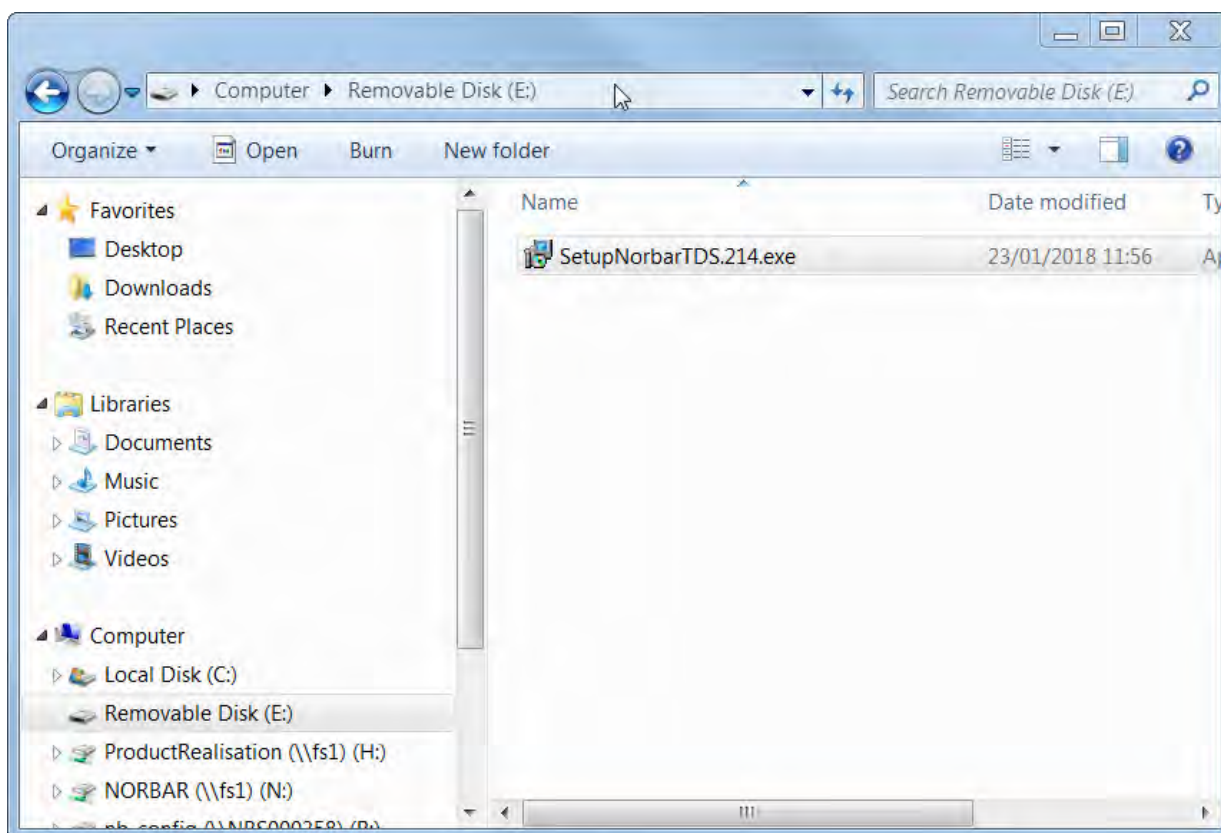 Computer ▸ Removable Disk (E:)
Search Removable Disk (E:)
Organize Open Burn New folder
Name Date modified
SetupNorbarTDS.214.exe 23/01/2018 11:56
Favorites
Desktop
Downloads
Recent Places
Libraries
Documents
Music
Pictures
Videos
Computer
Local Disk (C:)
Removable Disk (E:)
ProductRealisation (\\fs1) (H:)
NORBAR (\\fs1) (N:)